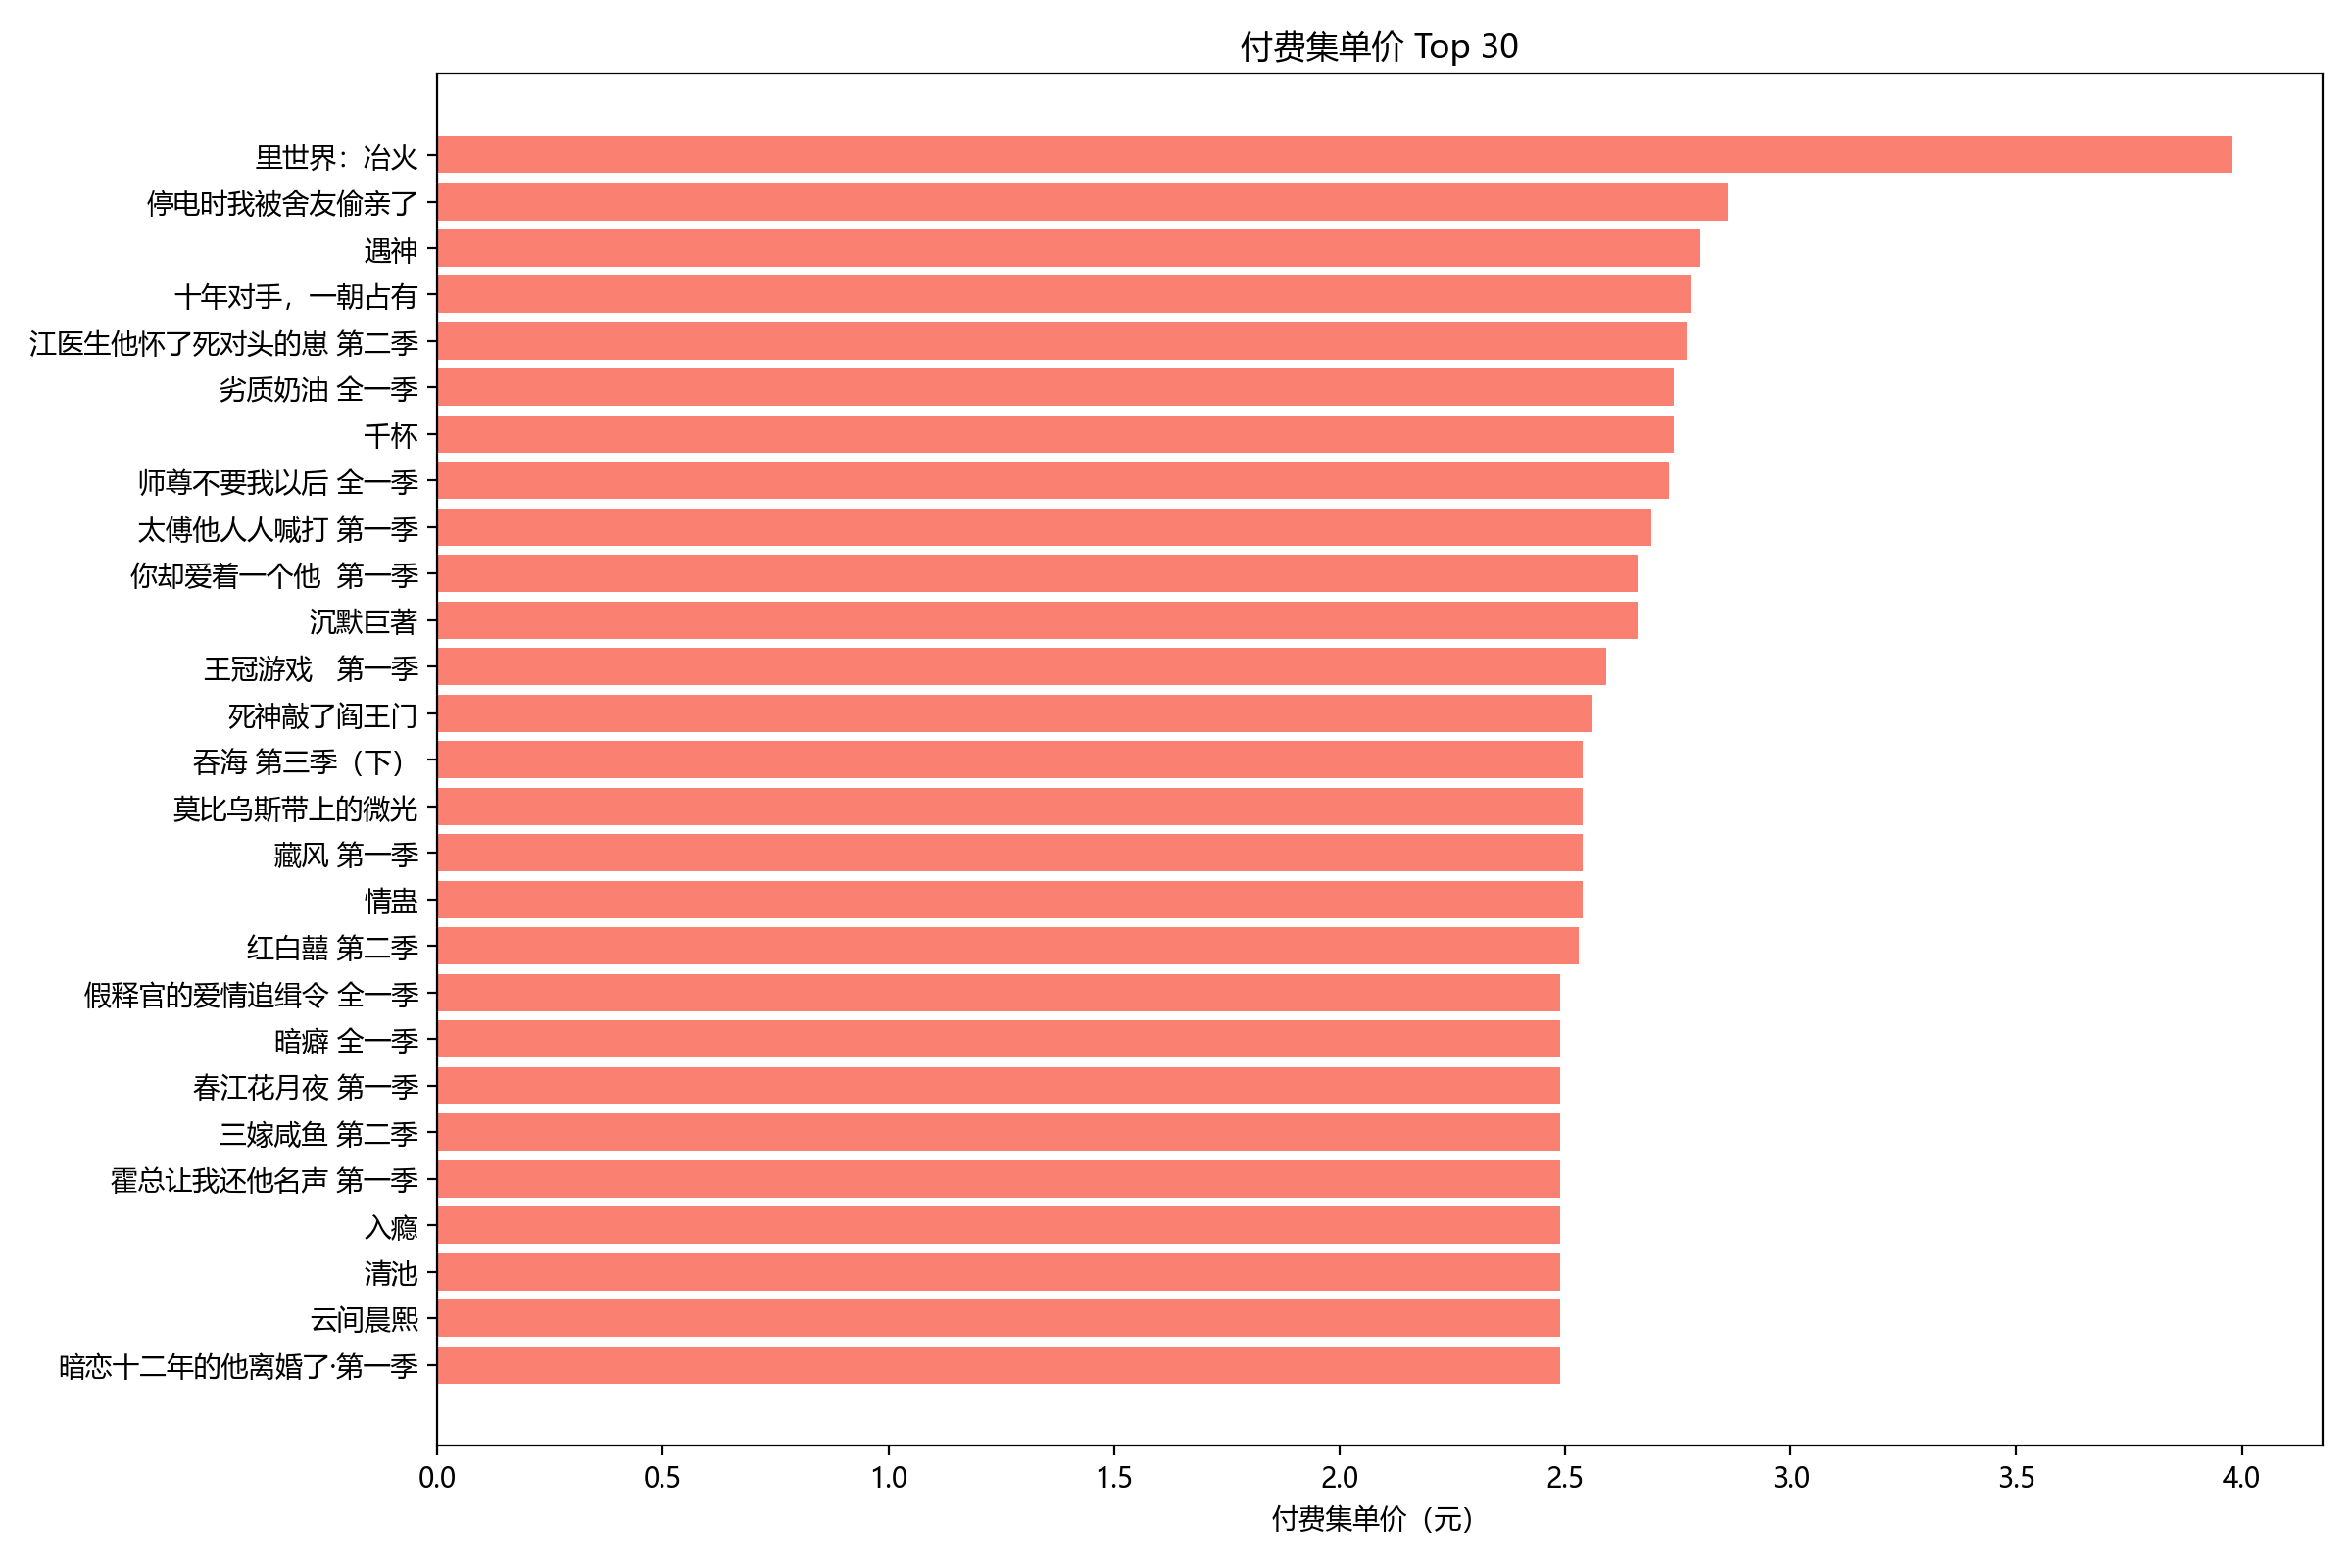 付费集单价 Top 30
里世界：冶火
停电时我被舍友偷亲了
遇神
十年对手，一朝占有
江医生他怀了死对头的崽 第二季
劣质奶油 全一季
千杯
师尊不要我以后 全一季
太傅他人人喊打 第一季
你却爱着一个他  第一季
沉默巨著
王冠游戏   第一季
死神敲了阎王门
吞海 第三季（下）
莫比乌斯带上的微光
藏风 第一季
情蛊
红白囍 第二季
假释官的爱情追缉令 全一季
暗癖 全一季
春江花月夜 第一季
三嫁咸鱼 第二季
霍总让我还他名声 第一季
入瘾
清池
云间晨熙
暗恋十二年的他离婚了·第一季
0.0 0.5 1.0 1.5 2.0 2.5 3.0 3.5 4.0
付费集单价（元）